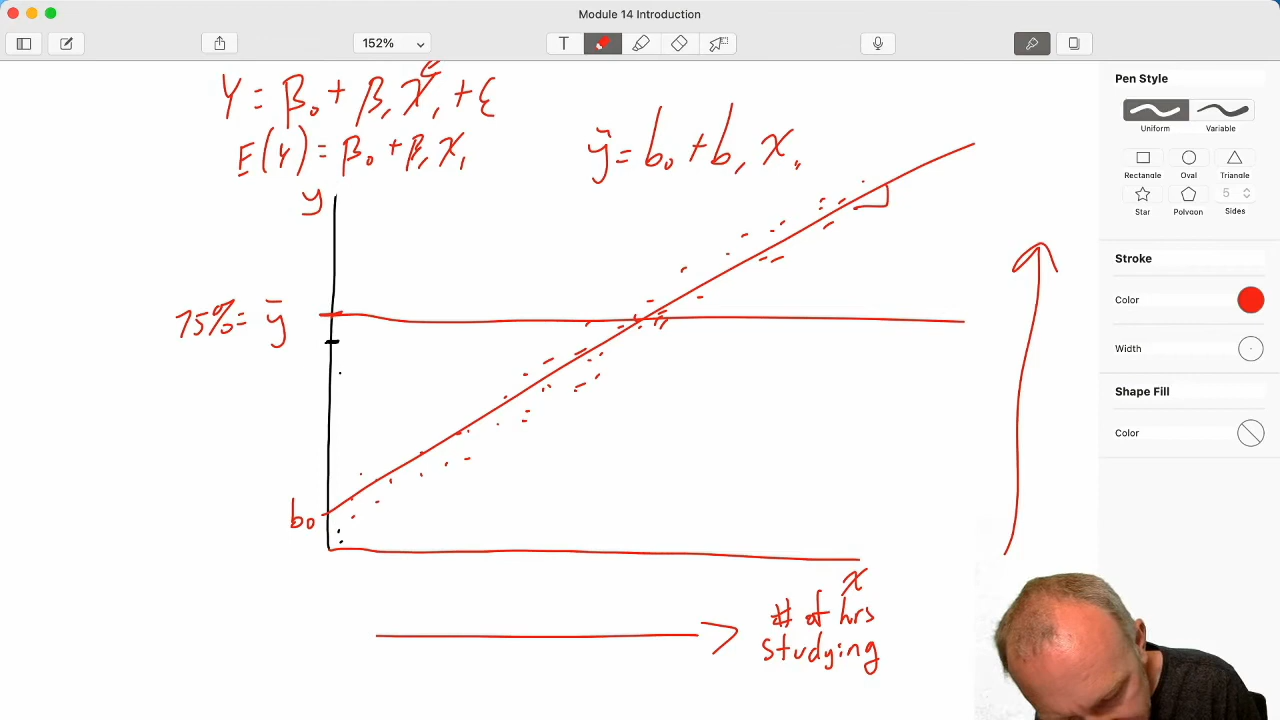 Module 14 Introduction
152%
T
Y = β₀ + β₁X₁ + ε
E(Y) = β₀ + β₁X₁
ŷ = b₀ + b₁X₁
y
75% = ȳ
b₀
x
# of hrs
studying
Pen Style
Uniform
Variable
Rectangle
Oval
Triangle
5
Star
Polygon
Sides
Stroke
Color
Width
Shape Fill
Color